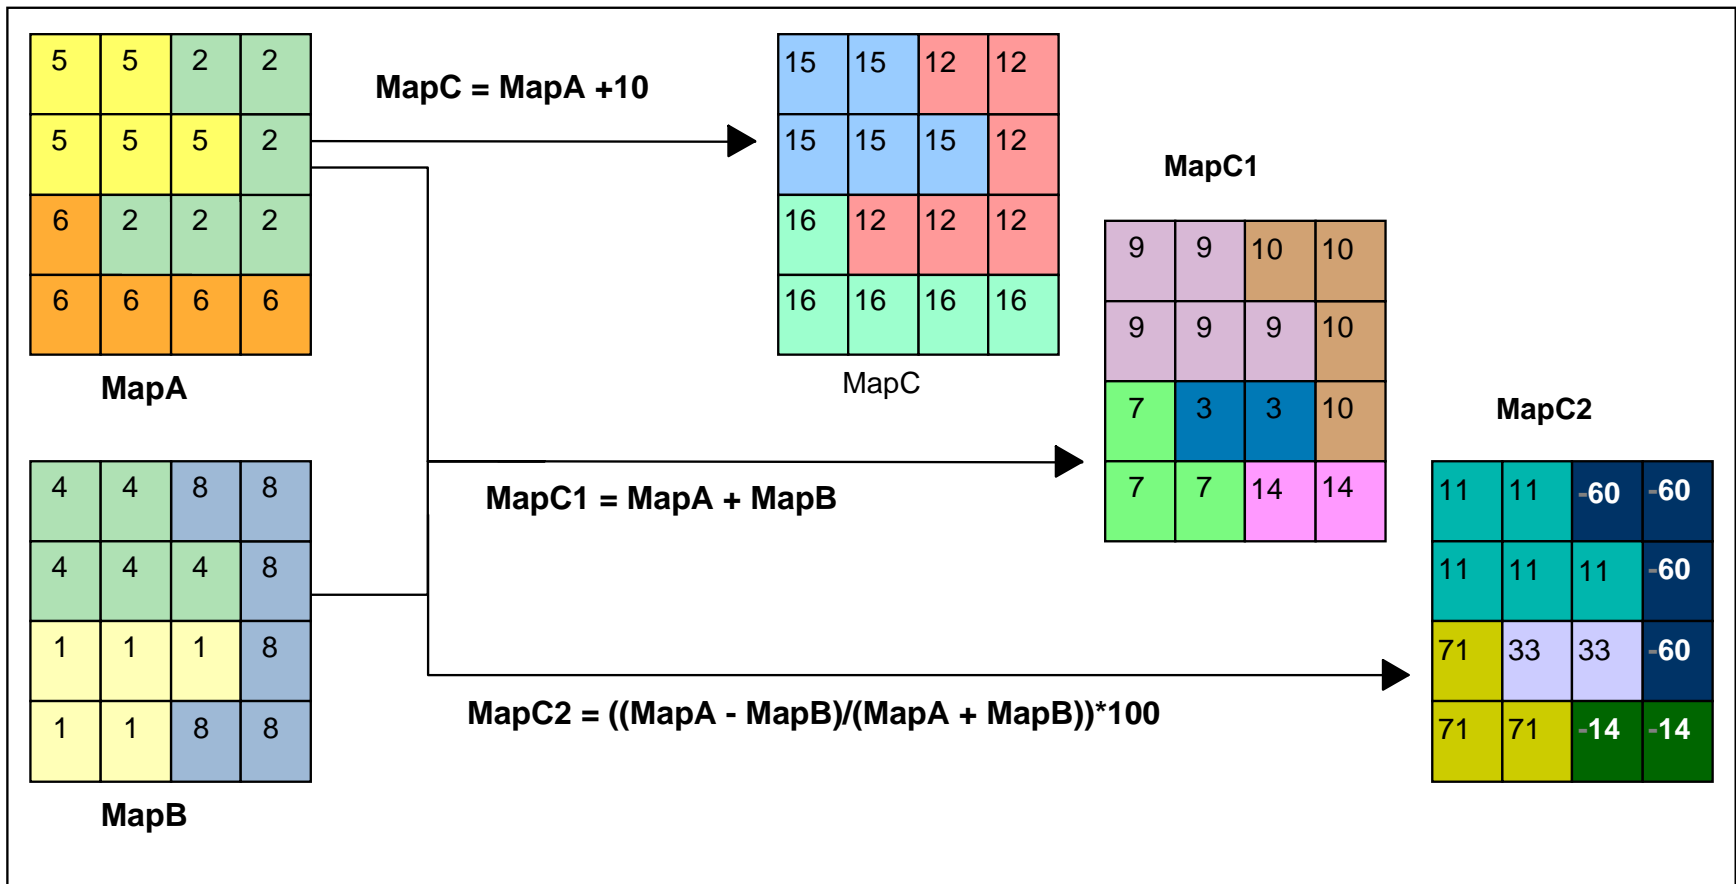 5 5 2 2
5 5 5 2
6 2 2 2
6 6 6 6
MapA
MapC = MapA +10
15 15 12 12
15 15 15 12
16 12 12 12
16 16 16 16
MapC
MapC1
9 9 10 10
9 9 9 10
7 3 3 10
7 7 14 14
4 4 8 8
4 4 4 8
1 1 1 8
1 1 8 8
MapB
MapC1 = MapA + MapB
MapC2 = ((MapA - MapB)/(MapA + MapB))*100
MapC2
11 11 -60 -60
11 11 11 -60
71 33 33 -60
71 71 -14 -14